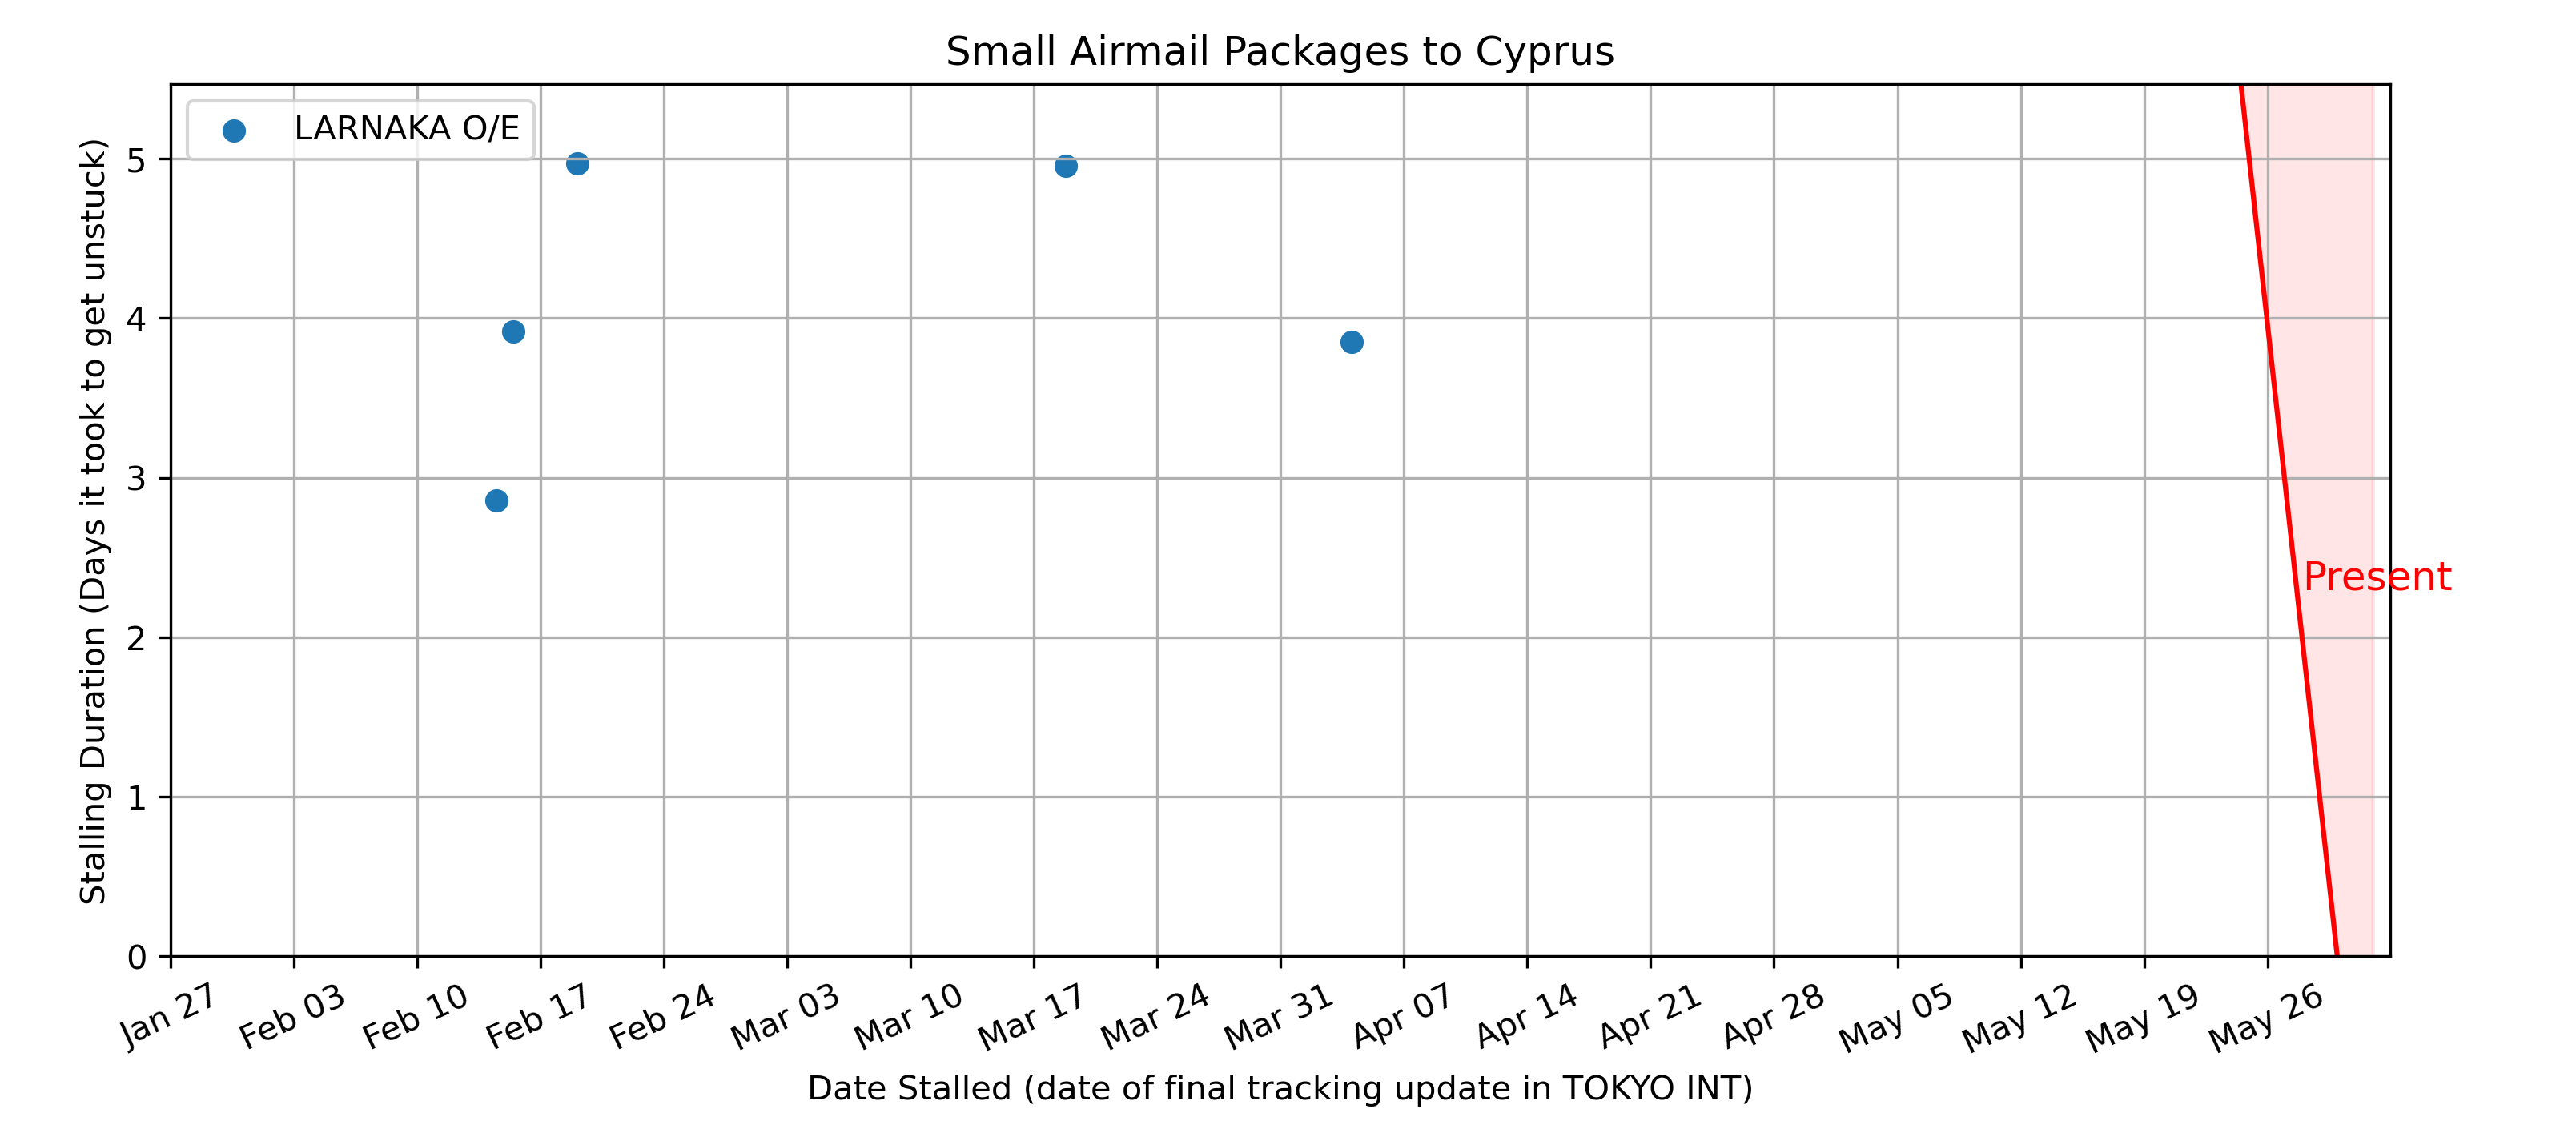 Small Airmail Packages to Cyprus
LARNAKA O/E
Stalling Duration (Days it took to get unstuck)
5
4
3
2
1
0
Present
Jan 27 Feb 03 Feb 10 Feb 17 Feb 24 Mar 03 Mar 10 Mar 17 Mar 24 Mar 31 Apr 07 Apr 14 Apr 21 Apr 28 May 05 May 12 May 19 May 26
Date Stalled (date of final tracking update in TOKYO INT)